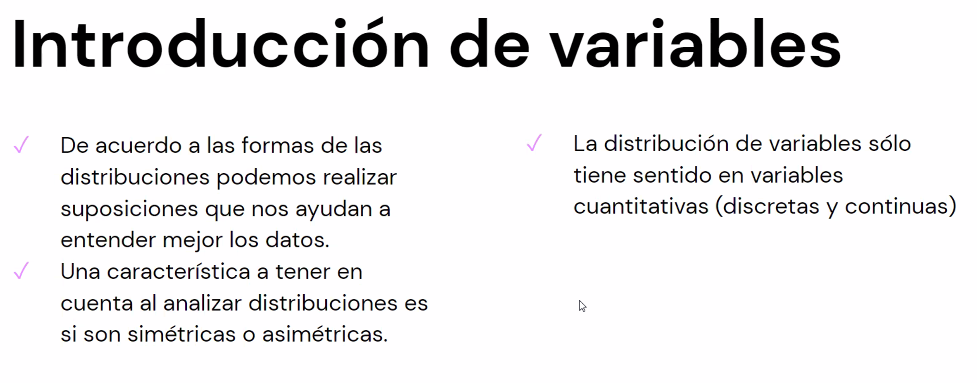 Introducción de variables
✓ De acuerdo a las formas de las
distribuciones podemos realizar
suposiciones que nos ayudan a
entender mejor los datos.
✓ Una característica a tener en
cuenta al analizar distribuciones es
si son simétricas o asimétricas.
✓ La distribución de variables sólo
tiene sentido en variables
cuantitativas (discretas y continuas)